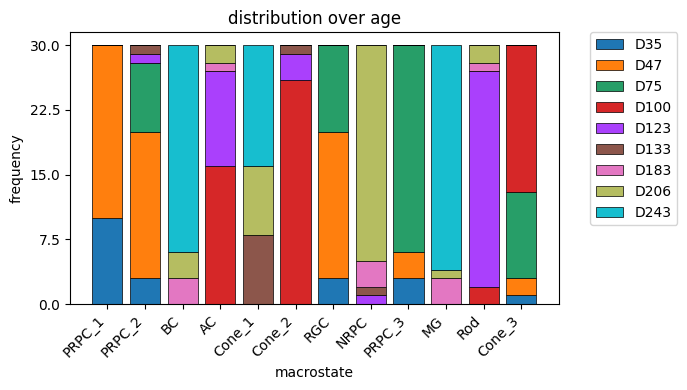 distribution over age
frequency
30.0
22.5
15.0
7.5
0.0
PRPC_1
PRPC_2
BC
AC
Cone_1
Cone_2
RGC
NRPC
PRPC_3
MG
Rod
Cone_3
macrostate
D35
D47
D75
D100
D123
D133
D183
D206
D243